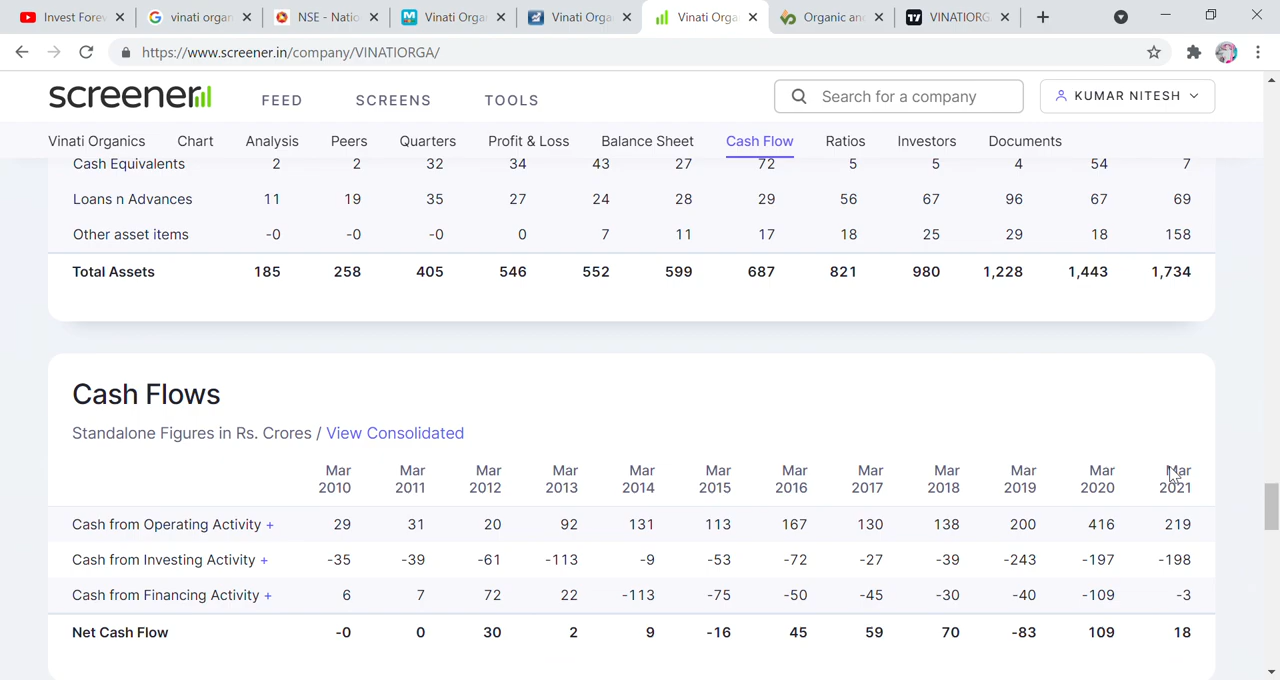 Invest Forev
vinati organ
NSE - Natio
Vinati Orga
Vinati Orga
Vinati Orga
Organic an
VINATIORG
https://www.screener.in/company/VINATIORGA/
screener
FEED SCREENS TOOLS
Search for a company
KUMAR NITESH
Vinati Organics Chart Analysis Peers Quarters Profit & Loss Balance Sheet Cash Flow Ratios Investors Documents
Cash Equivalents 2 2 32 34 43 27 72 5 5 4 54 7
Loans n Advances 11 19 35 27 24 28 29 56 67 96 67 69
Other asset items -0 -0 -0 0 7 11 17 18 25 29 18 158
Total Assets 185 258 405 546 552 599 687 821 980 1,228 1,443 1,734
Cash Flows
Standalone Figures in Rs. Crores / View Consolidated
Mar Mar Mar Mar Mar Mar Mar Mar Mar Mar Mar Mar
2010 2011 2012 2013 2014 2015 2016 2017 2018 2019 2020 2021
Cash from Operating Activity + 29 31 20 92 131 113 167 130 138 200 416 219
Cash from Investing Activity + -35 -39 -61 -113 -9 -53 -72 -27 -39 -243 -197 -198
Cash from Financing Activity + 6 7 72 22 -113 -75 -50 -45 -30 -40 -109 -3
Net Cash Flow -0 0 30 2 9 -16 45 59 70 -83 109 18